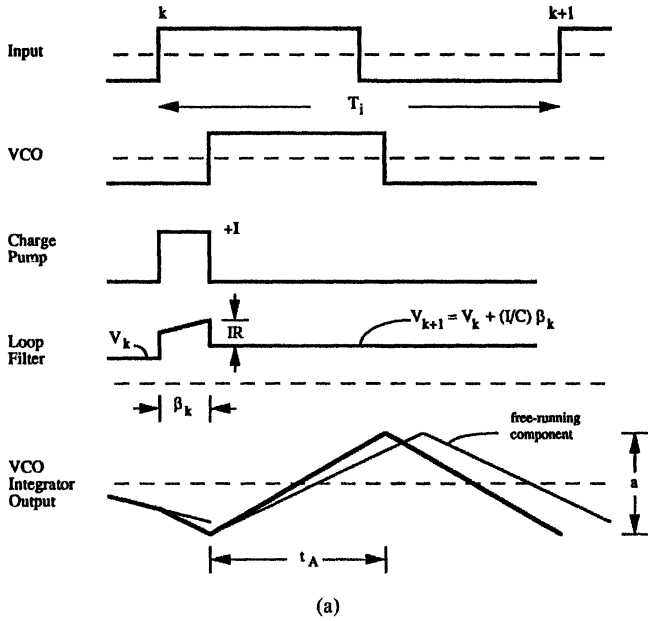 k
k+1
Input
T_i
VCO
Charge
Pump
+I
Loop
Filter
V_k
IR
V_{k+1} = V_k + (I/C) β_k
β_k
free-running
component
VCO
Integrator
Output
a
t_A
(a)